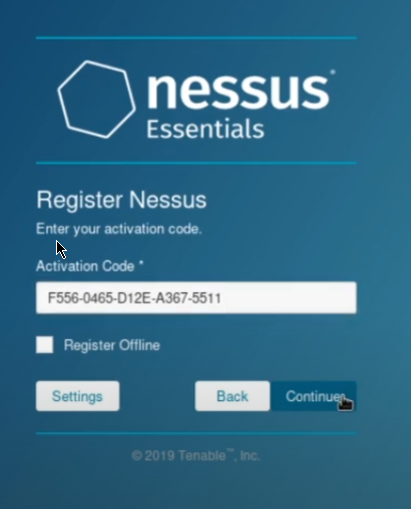 nessus
Essentials
Register Nessus
Enter your activation code.
Activation Code *
F556-0465-D12E-A367-5511
Register Offline
Settings Back Continue
© 2019 Tenable™, Inc.